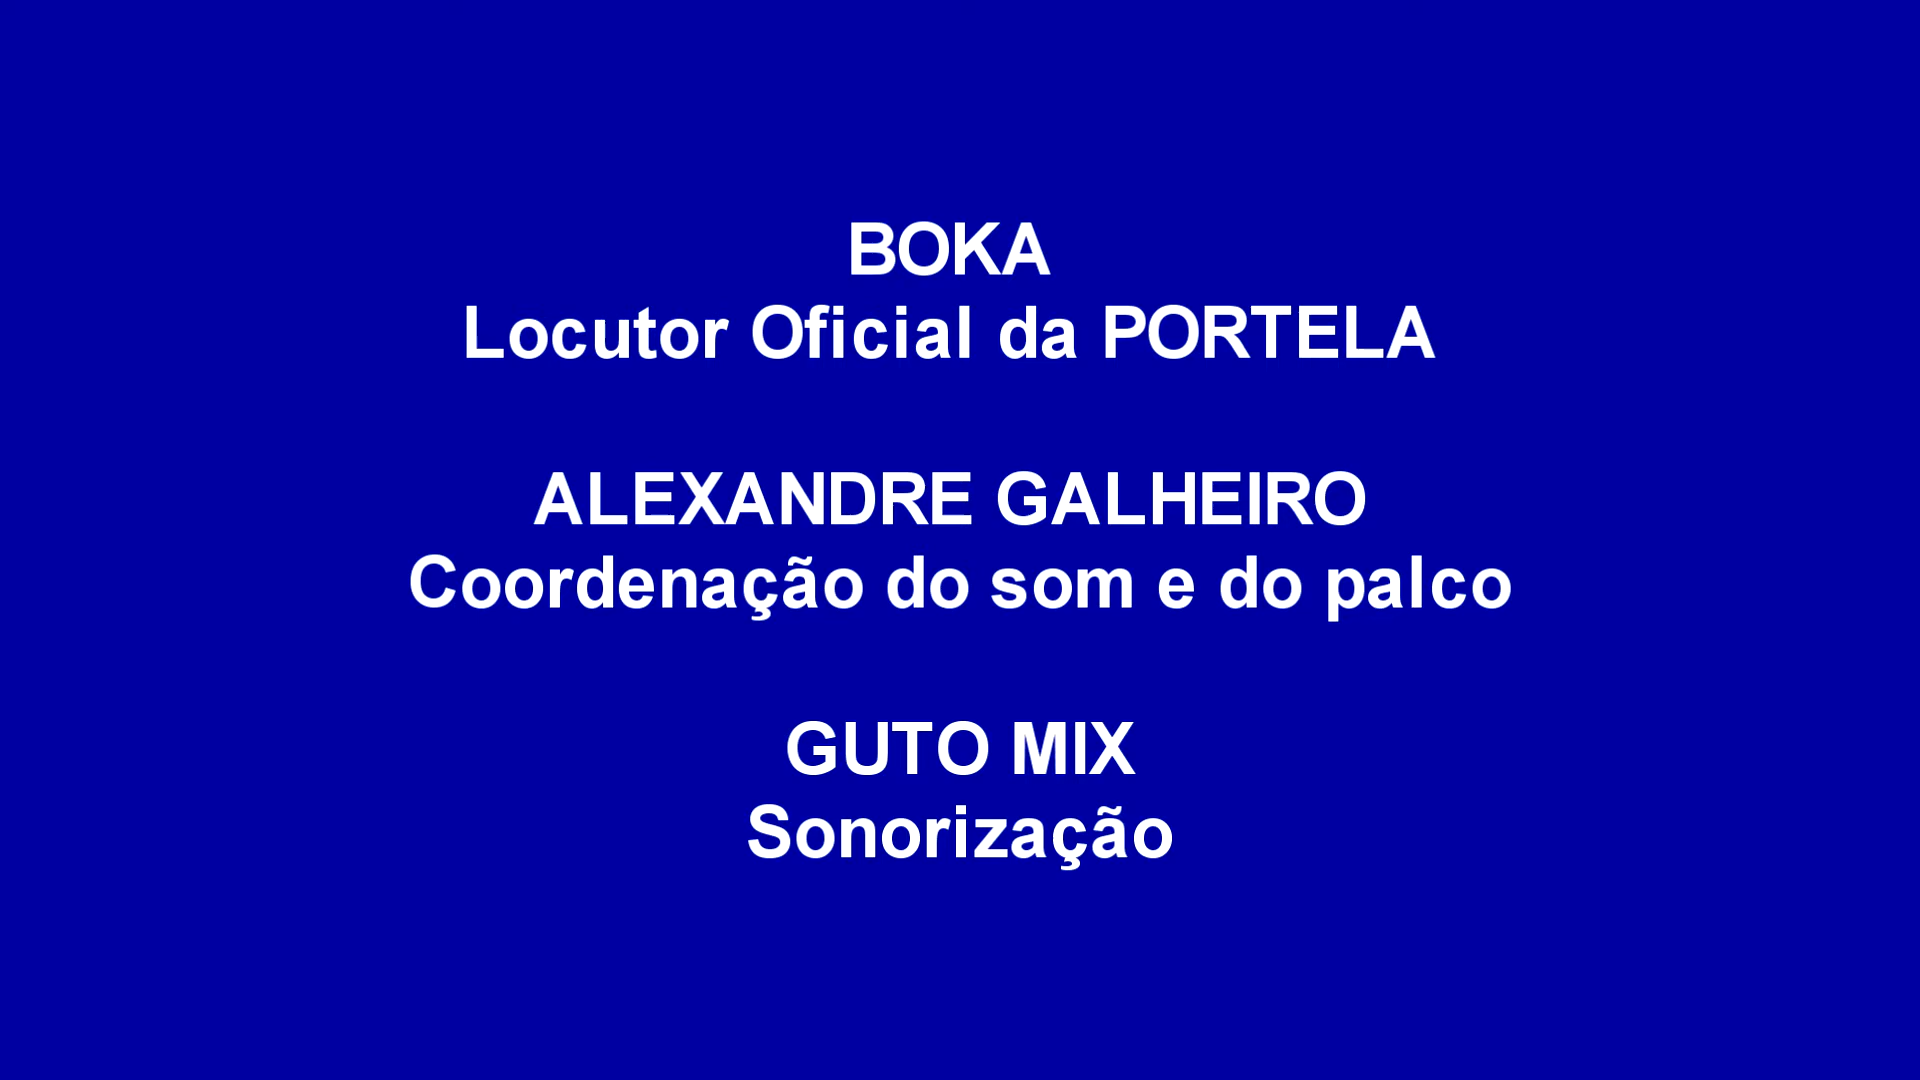 BOKA
Locutor Oficial da PORTELA
ALEXANDRE GALHEIRO
Coordenação do som e do palco
GUTO MIX
Sonorização